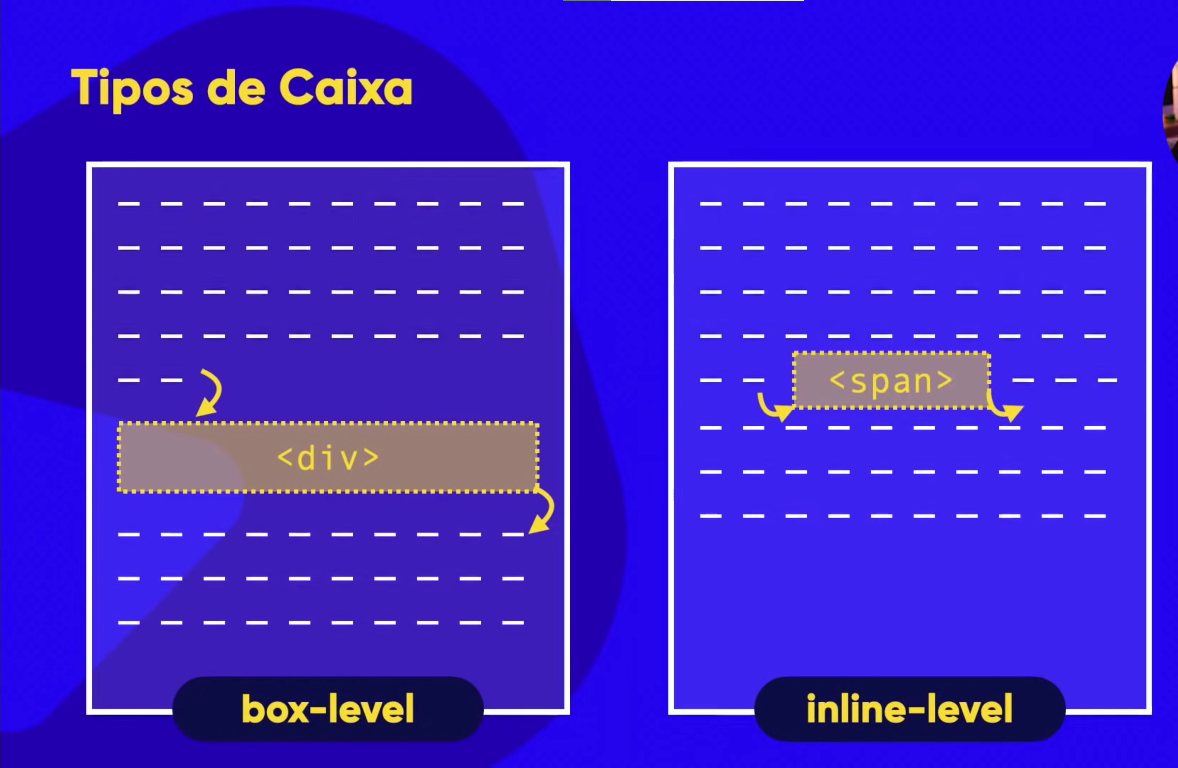 Tipos de Caixa
<div>
<span>
box-level
inline-level